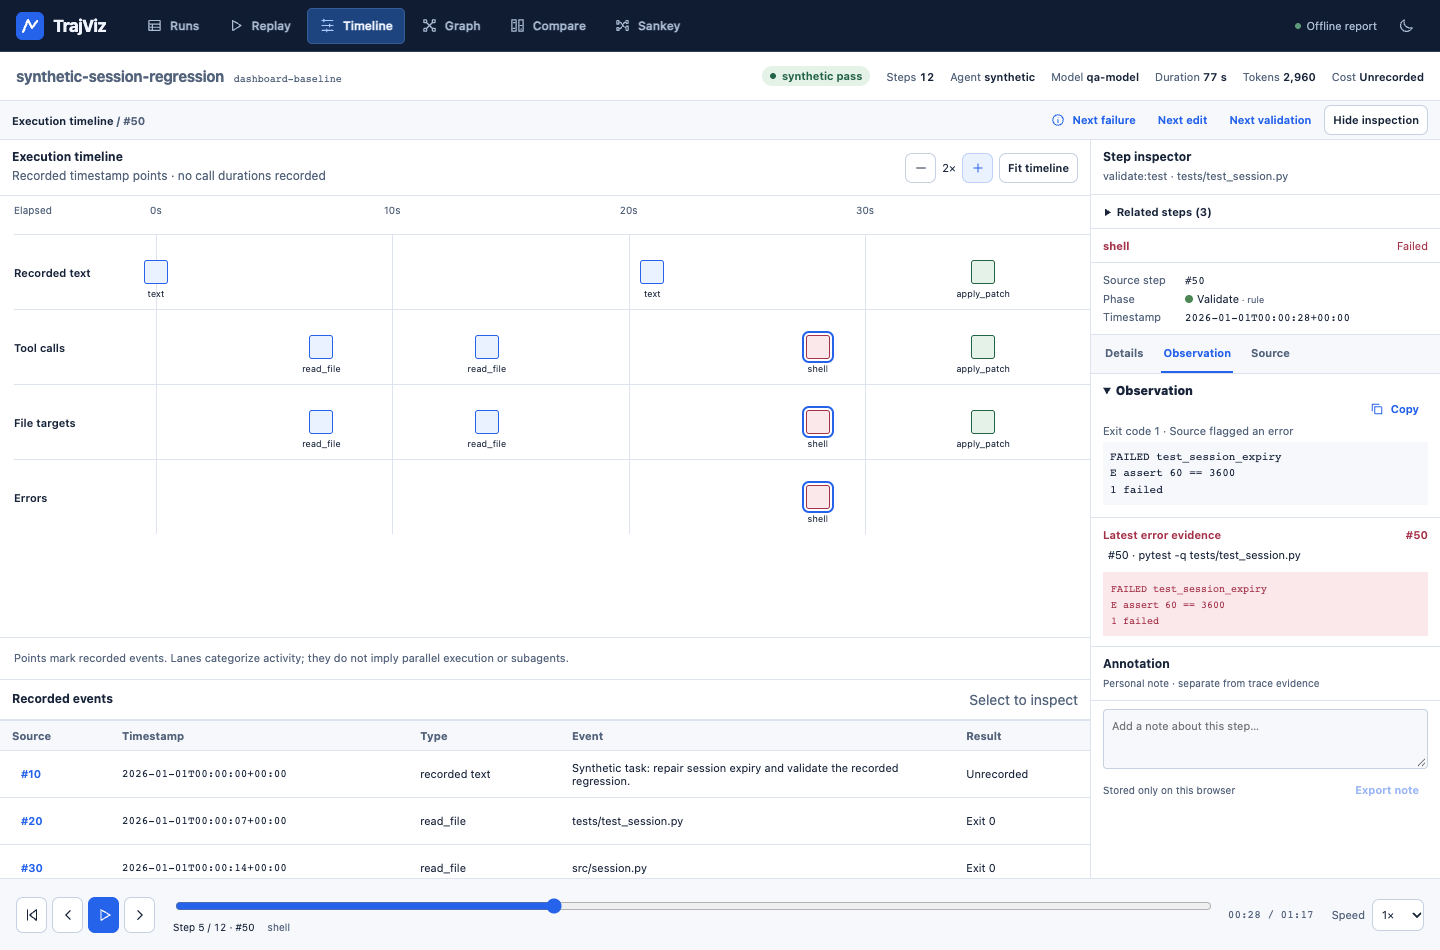 TrajViz
Runs
Replay
Timeline
Graph
Compare
Sankey
Offline report
synthetic-session-regression dashboard-baseline
synthetic pass
Steps 12
Agent synthetic
Model qa-model
Duration 77 s
Tokens 2,960
Cost Unrecorded
Execution timeline / #50
Next failure
Next edit
Next validation
Hide inspection
Execution timeline
Recorded timestamp points · no call durations recorded
2×
Fit timeline
Elapsed 0s 10s 20s 30s
Recorded text
text text apply_patch
Tool calls
read_file read_file shell apply_patch
File targets
read_file read_file shell apply_patch
Errors
shell
Points mark recorded events. Lanes categorize activity; they do not imply parallel execution or subagents.
Recorded events
Select to inspect
Source Timestamp Type Event Result
#10 2026-01-01T00:00:00+00:00 recorded text Synthetic task: repair session expiry and validate the recorded
regression. Unrecorded
#20 2026-01-01T00:00:07+00:00 read_file tests/test_session.py Exit 0
#30 2026-01-01T00:00:14+00:00 read_file src/session.py Exit 0
Step inspector
validate:test · tests/test_session.py
Related steps (3)
shell Failed
Source step #50
Phase Validate · rule
Timestamp 2026-01-01T00:00:28+00:00
Details Observation Source
Observation
Copy
Exit code 1 · Source flagged an error
FAILED test_session_expiry
E assert 60 == 3600
1 failed
Latest error evidence #50
#50 · pytest -q tests/test_session.py
FAILED test_session_expiry
E assert 60 == 3600
1 failed
Annotation
Personal note · separate from trace evidence
Add a note about this step...
Stored only on this browser
Export note
Step 5 / 12 · #50 shell
00:28 / 01:17
Speed 1×